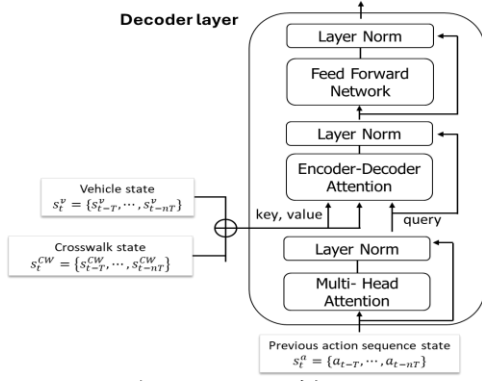 Decoder layer
Layer Norm
Feed Forward
Network
Layer Norm
Encoder-Decoder
Attention
Vehicle state
s_t^v = {s_{t-T}^v, ⋯, s_{t-nT}^v}
key, value
query
Crosswalk state
s_t^{CW} = {s_{t-T}^{CW}, ⋯, s_{t-nT}^{CW}}
Layer Norm
Multi- Head
Attention
Previous action sequence state
s_t^a = {a_{t-T}, ⋯, a_{t-nT}}